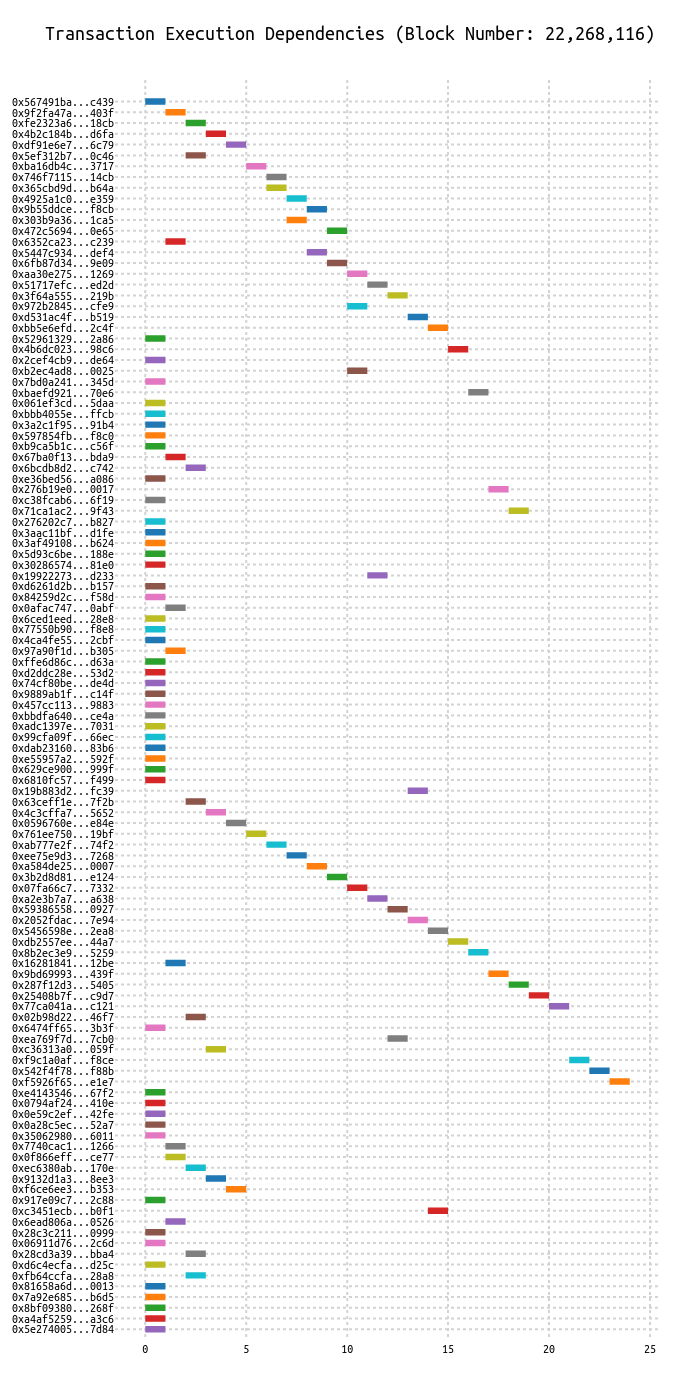 Transaction Execution Dependencies (Block Number: 22,268,116)
0x567491ba...c439
0x9f2fa47a...403f
0xfe2323a6...18cb
0x4b2c184b...d6fa
0xdf91e6e7...6c79
0x5ef312b7...0c46
0xba16db4c...3717
0x746f7115...14cb
0x365cbd9d...b64a
0x4925a1c0...e359
0x9b55ddce...f8cb
0x303b9a36...1ca5
0x472c5694...0e65
0x6352ca23...c239
0x5447c934...def4
0x6fb87d34...9e09
0xaa30e275...1269
0x51717efc...ed2d
0x3f64a555...219b
0x972b2845...cfe9
0xd531ac4f...b519
0xbb5e6efd...2c4f
0x52961329...2a86
0x4b6dc023...98c6
0x2cef4cb9...de64
0xb2ec4ad8...0025
0x7bd0a241...345d
0xbaefd921...70e6
0x061ef3cd...5daa
0xbbb4055e...ffcb
0x3a2c1f95...91b4
0x597854fb...f8c0
0xb9ca5b1c...c56f
0x67ba0f13...bda9
0x6bcdb8d2...c742
0xe36bed56...a086
0x276b19e0...0017
0xc38fcab6...6f19
0x71ca1ac2...9f43
0x276202c7...b827
0x3aac11bf...d1fe
0x3af49108...b624
0x5d93c6be...188e
0x30286574...81e0
0x19922273...d233
0xd6261d2b...b157
0x84259d2c...f58d
0x0afac747...0abf
0x6ced1eed...28e8
0x77550b90...f8e8
0x4ca4fe55...2cbf
0x97a90f1d...b305
0xffe6d86c...d63a
0xd2ddc28e...53d2
0x74cf80be...de4d
0x9889ab1f...c14f
0x457cc113...9883
0xbbdfa640...ce4a
0xadc1397e...7031
0x99cfa09f...66ec
0xdab23160...83b6
0xe55957a2...592f
0x629ce900...999f
0x6810fc57...f499
0x19b883d2...fc39
0x63ceff1e...7f2b
0x4c3cffa7...5652
0x0596760e...e84e
0x761ee750...19bf
0xab777e2f...74f2
0xee75e9d3...7268
0xa584de25...0007
0x3b2d8d81...e124
0x07fa66c7...7332
0xa2e3b7a7...a638
0x59386558...0927
0x2052fdac...7e94
0x5456598e...2ea8
0xdb2557ee...44a7
0x8b2ec3e9...5259
0x16281841...12be
0x9bd69993...439f
0x287f12d3...5405
0x25408b7f...c9d7
0x77ca041a...c121
0x02b98d22...46f7
0x6474ff65...3b3f
0xea769f7d...7cb0
0xc36313a0...059f
0xf9c1a0af...f8ce
0x542f4f78...f88b
0xf5926f65...e1e7
0xe4143546...67f2
0x0794af24...410e
0x0e59c2ef...42fe
0x0a28c5ec...52a7
0x35062980...6011
0x7740cac1...1266
0x0f866eff...ce77
0xec6380ab...170e
0x9132d1a3...8ee3
0xf6ce6ee3...b353
0x917e09c7...2c88
0xc3451ecb...b0f1
0x6ead806a...0526
0x28c3c211...0999
0x06911d76...2c6d
0x28cd3a39...bba4
0xd6c4ecfa...d25c
0xfb64ccfa...28a8
0x81658a6d...0013
0x7a92e685...b6d5
0x8bf09380...268f
0xa4af5259...a3c6
0x5e274005...7d84
0 5 10 15 20 25